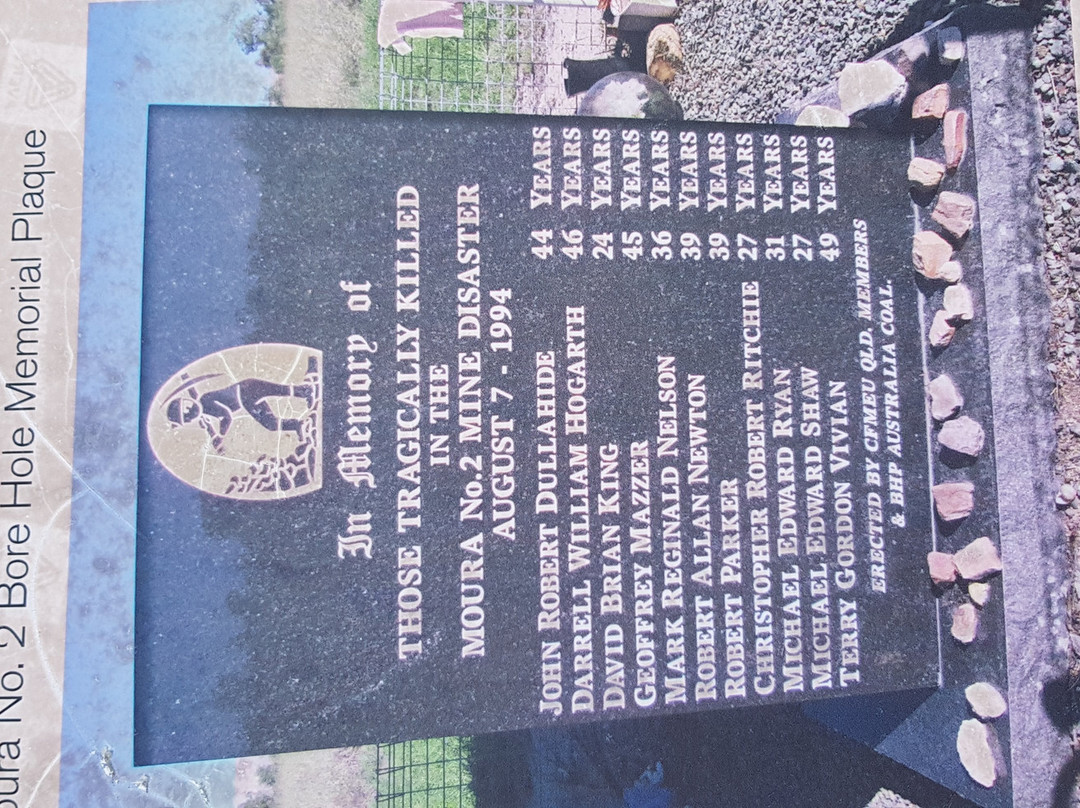 oura No. 2 Bore Hole Memorial Plaque
In Memory of
THOSE TRAGICALLY KILLED
IN THE
MOURA No.2 MINE DISASTER
AUGUST 7 - 1994
JOHN ROBERT DULLAHIDE 44 YEARS
DARRELL WILLIAM HOGARTH 46 YEARS
DAVID BRIAN KING 24 YEARS
GEOFFREY MAZZER 45 YEARS
MARK REGINALD NELSON 36 YEARS
ROBERT ALLAN NEWTON 39 YEARS
ROBERT PARKER 39 YEARS
CHRISTOPHER ROBERT RITCHIE 27 YEARS
MICHAEL EDWARD RYAN 31 YEARS
MICHAEL EDWARD SHAW 27 YEARS
TERRY GORDON VIVIAN 49 YEARS
ERECTED BY CFMEU QLD. MEMBERS
& BHP AUSTRALIA COAL.